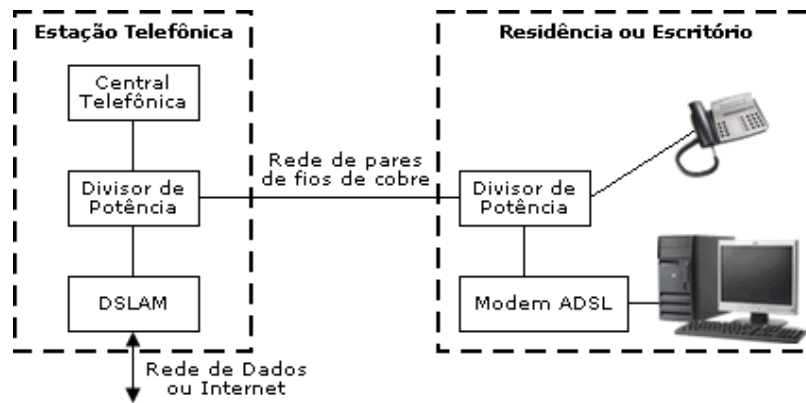 Estação Telefônica
Central
Telefônica
Divisor de
Potência
DSLAM
Rede de Dados
ou Internet
Rede de pares
de fios de cobre
Residência ou Escritório
Divisor de
Potência
Modem ADSL